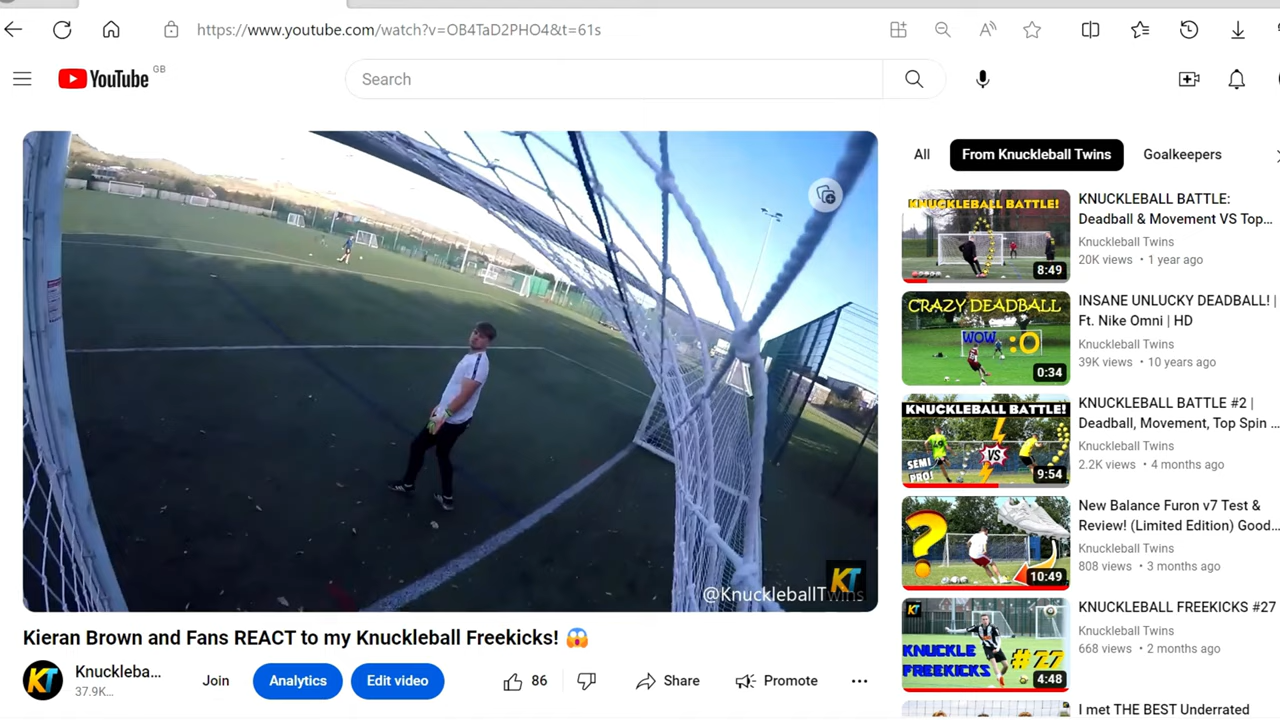 https://www.youtube.com/watch?v=OB4TaD2PHO4&t=61s
YouTube GB
Search
@KnuckleballTwins
KT
Kieran Brown and Fans REACT to my Knuckleball Freekicks! 😱
KT
Knuckleba...
37.9K...
Join
Analytics
Edit video
86
Share
Promote
All
From Knuckleball Twins
Goalkeepers
KNUCKLEBALL BATTLE!
8:49
KNUCKLEBALL BATTLE:
Deadball & Movement VS Top...
Knuckleball Twins
20K views • 1 year ago
CRAZY DEADBALL
WOW :O
0:34
INSANE UNLUCKY DEADBALL! |
Ft. Nike Omni | HD
Knuckleball Twins
39K views • 10 years ago
KNUCKLEBALL BATTLE!
VS
SEMI
PRO!
9:54
KNUCKLEBALL BATTLE #2 |
Deadball, Movement, Top Spin ...
Knuckleball Twins
2.2K views • 4 months ago
?
10:49
New Balance Furon v7 Test &
Review! (Limited Edition) Good...
Knuckleball Twins
808 views • 3 months ago
KT
KNUCKLE
FREEKICKS #27
4:48
KNUCKLEBALL FREEKICKS #27
Knuckleball Twins
668 views • 2 months ago
I met THE BEST Underrated